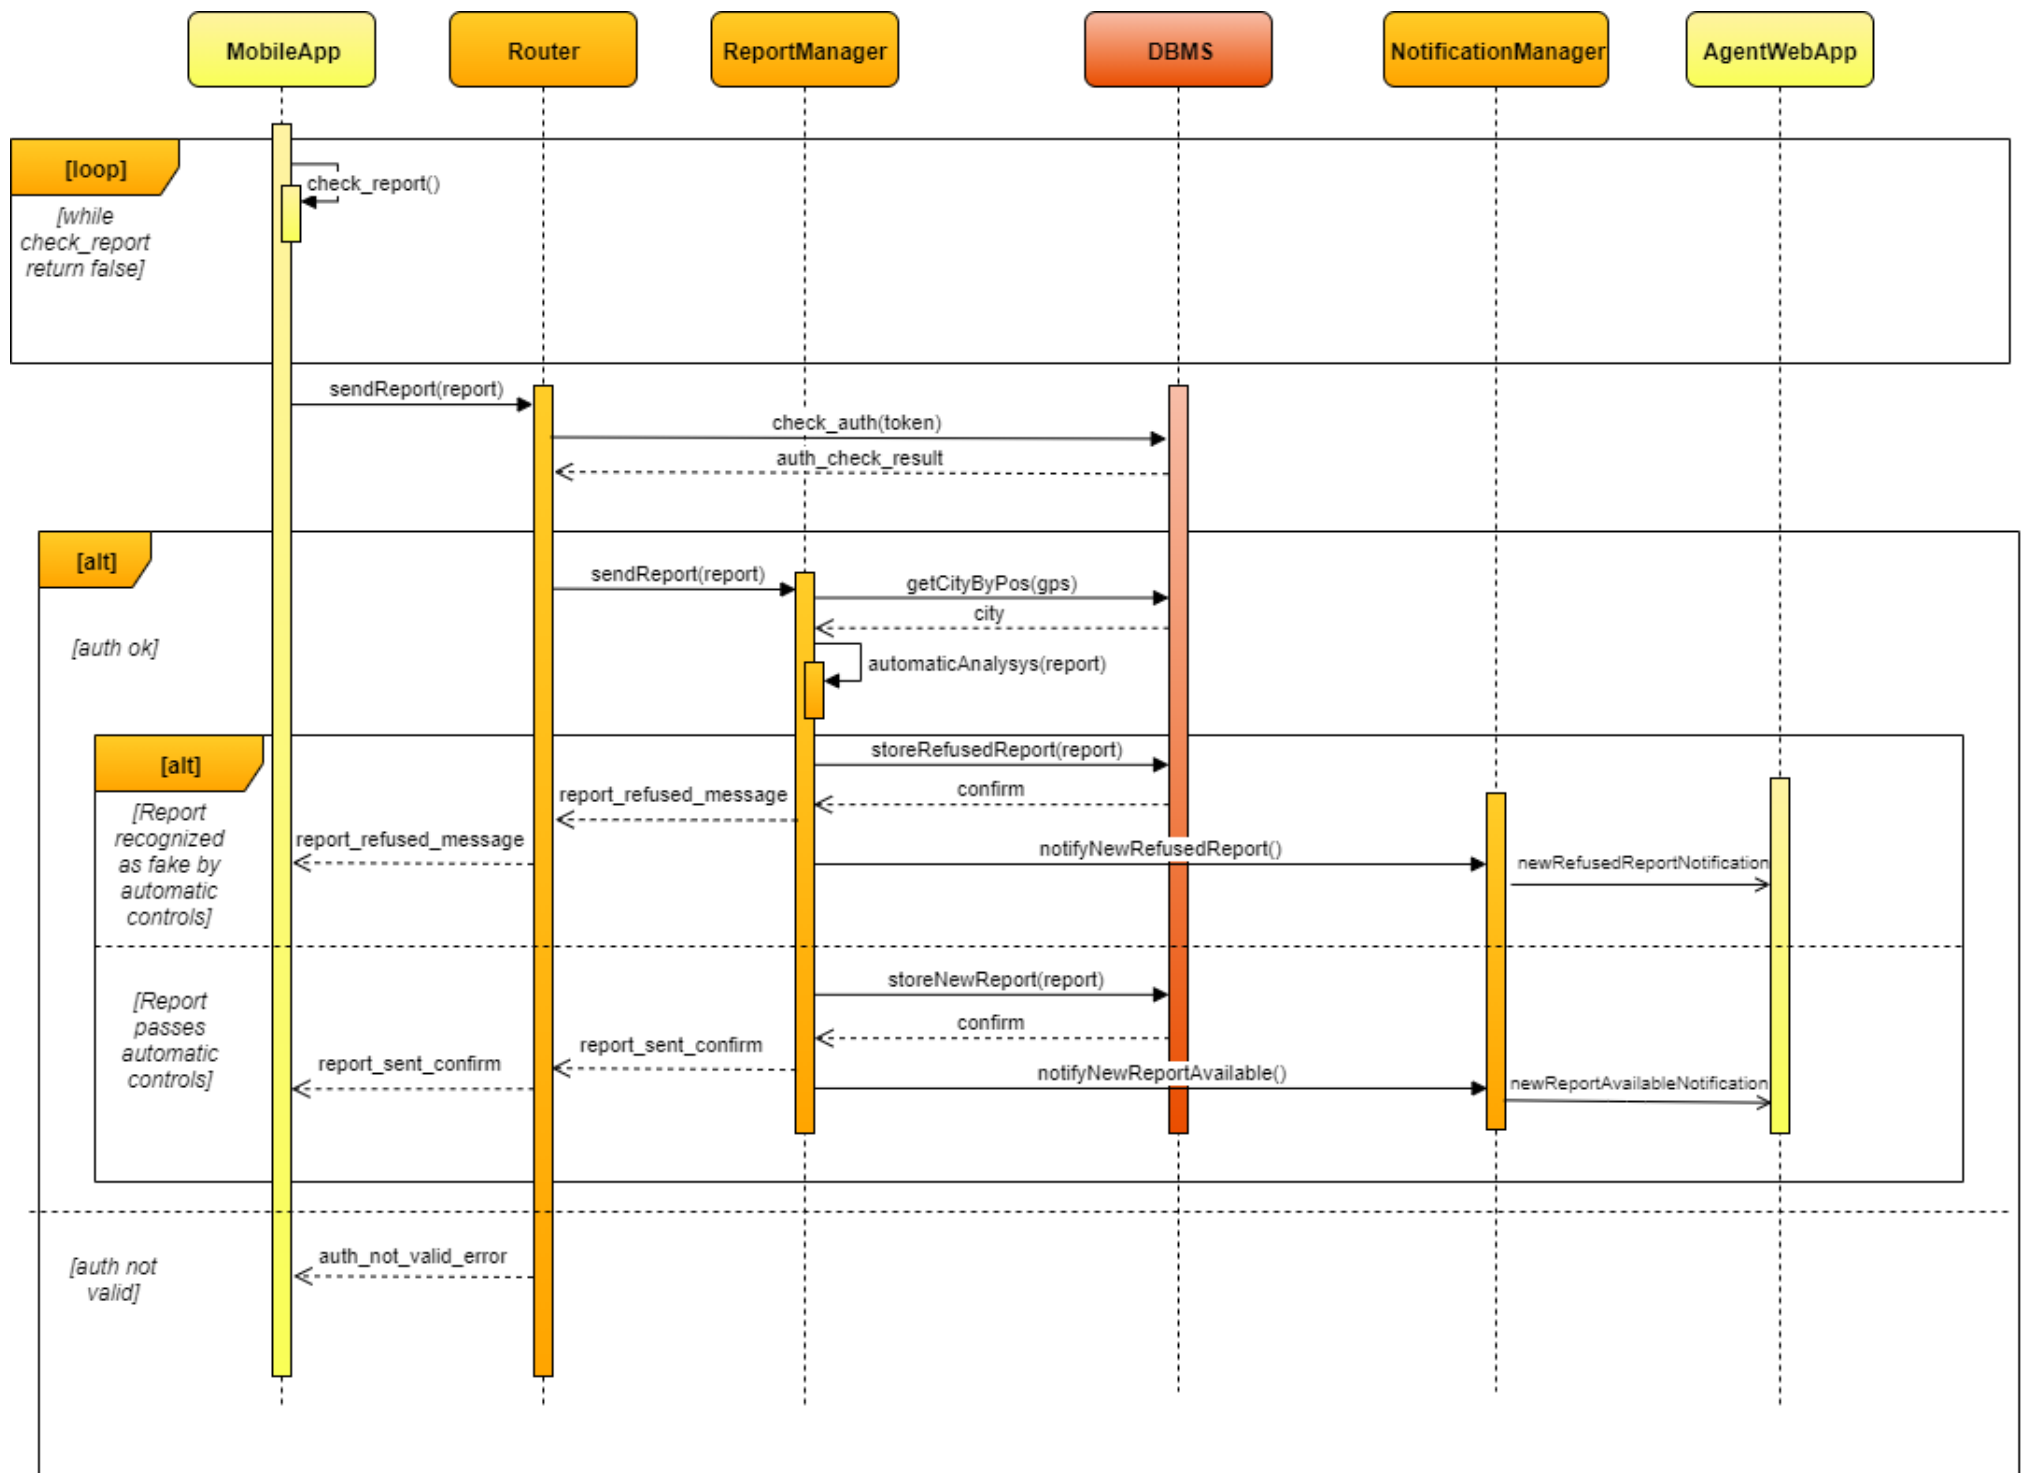 MobileApp
Router
ReportManager
DBMS
NotificationManager
AgentWebApp
[loop]
check_report()
[while
check_report
return false]
sendReport(report)
check_auth(token)
auth_check_result
[alt]
sendReport(report)
getCityByPos(gps)
city
[auth ok]
automaticAnalysys(report)
[alt]
storeRefusedReport(report)
confirm
report_refused_message
[Report
recognized
as fake by
automatic
controls]
report_refused_message
notifyNewRefusedReport()
newRefusedReportNotification
storeNewReport(report)
[Report
passes
automatic
controls]
confirm
report_sent_confirm
report_sent_confirm
notifyNewReportAvailable()
newReportAvailableNotification
auth_not_valid_error
[auth not
valid]